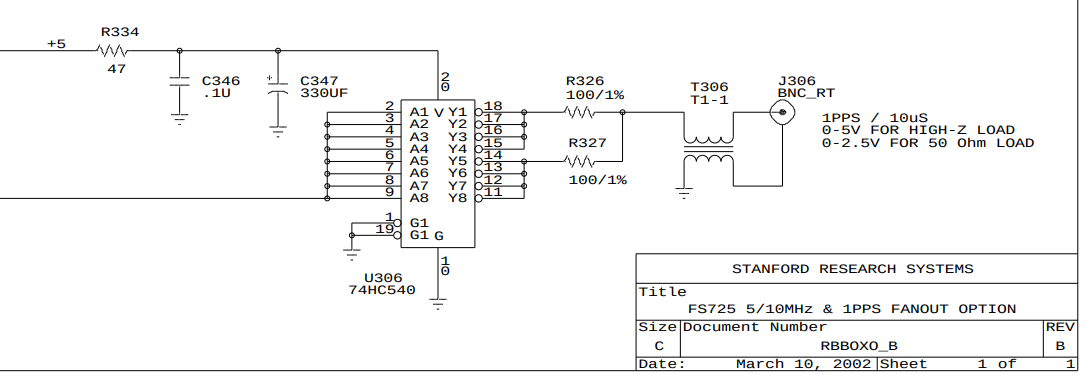 +5
R334
47
C346
.1U
+
C347
330UF
2
0
2 A1 V Y1 18
3 A2 Y2 17
4 A3 Y3 16
5 A4 Y4 15
6 A5 Y5 14
7 A6 Y6 13
8 A7 Y7 12
9 A8 Y8 11
1 G1
19 G1 G
1
0
U306
74HC540
R326
100/1%
R327
100/1%
T306
T1-1
J306
BNC_RT
1PPS / 10uS
0-5V FOR HIGH-Z LOAD
0-2.5V FOR 50 Ohm LOAD
STANFORD RESEARCH SYSTEMS
Title
FS725 5/10MHz & 1PPS FANOUT OPTION
Size Document Number REV
C RBBOXO_B B
Date: March 10, 2002 Sheet 1 of 1